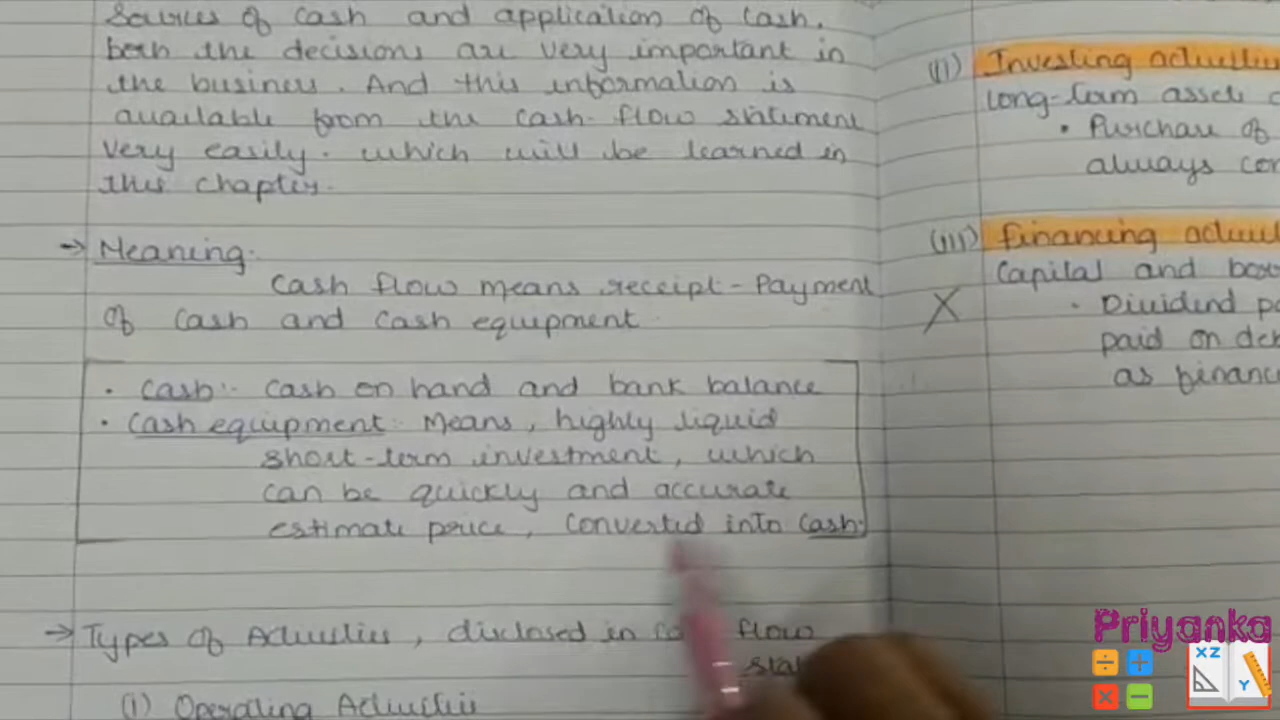 Sources of cash and application of cash.
both the decisions are very important in
the business. And this information is
available from the cash flow statement
very easily. which will be learned in
this chapter.
→ Meaning:
Cash flow means receipt - Payment
of cash and cash equipment
• Cash:- Cash on hand and bank balance
• Cash equipment: Means, highly liquid
short-term investment, which
can be quickly and accurate
estimate price, converted into cash.
→ Types of Activities, disclosed in flow
(i) Operating Activities
(ii) Investing
Long-term assets
• Purchase of
always
(iii) financing
Capital and
X
• Dividend
paid on
as
Priyanka
XZ
Y